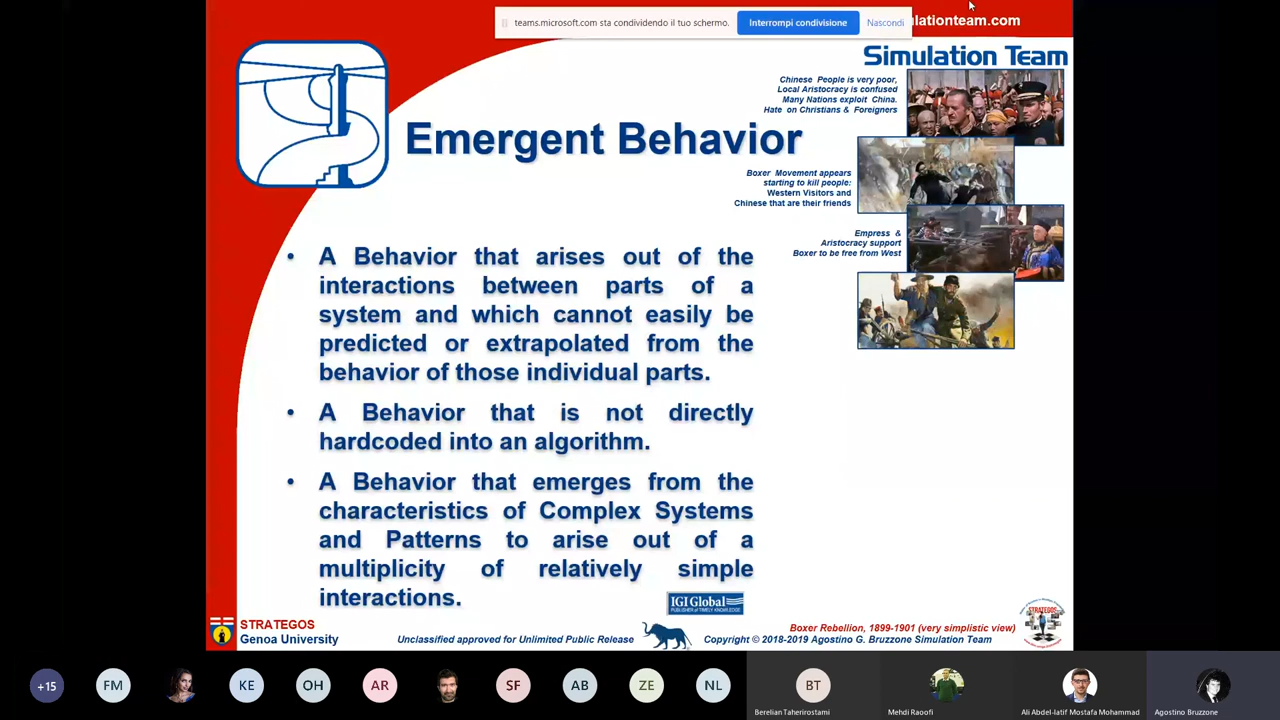 teams.microsoft.com sta condividendo il tuo schermo.
Interrompi condivisione
Nascondi
ulationteam.com
Simulation Team
Chinese People is very poor,
Local Aristocracy is confused
Many Nations exploit China.
Hate on Christians & Foreigners
Emergent Behavior
Boxer Movement appears
starting to kill people:
Western Visitors and
Chinese that are their friends
Empress &
Aristocracy support
Boxer to be free from West
• A Behavior that arises out of the
interactions between parts of a
system and which cannot easily be
predicted or extrapolated from the
behavior of those individual parts.
• A Behavior that is not directly
hardcoded into an algorithm.
• A Behavior that emerges from the
characteristics of Complex Systems
and Patterns to arise out of a
multiplicity of relatively simple
interactions.
IGI Global
PUBLISHER OF TIMELY KNOWLEDGE
STRATEGOS
STRATEGOS
Genoa University
Unclassified approved for Unlimited Public Release
Boxer Rebellion, 1899-1901 (very simplistic view)
Copyright © 2018-2019 Agostino G. Bruzzone Simulation Team
+15
FM
KE
OH
AR
SF
AB
ZE
NL
BT
Berelian Taherirostami
Mehdi Raoofi
Ali Abdel-latif Mostafa Mohammad
Agostino Bruzzone